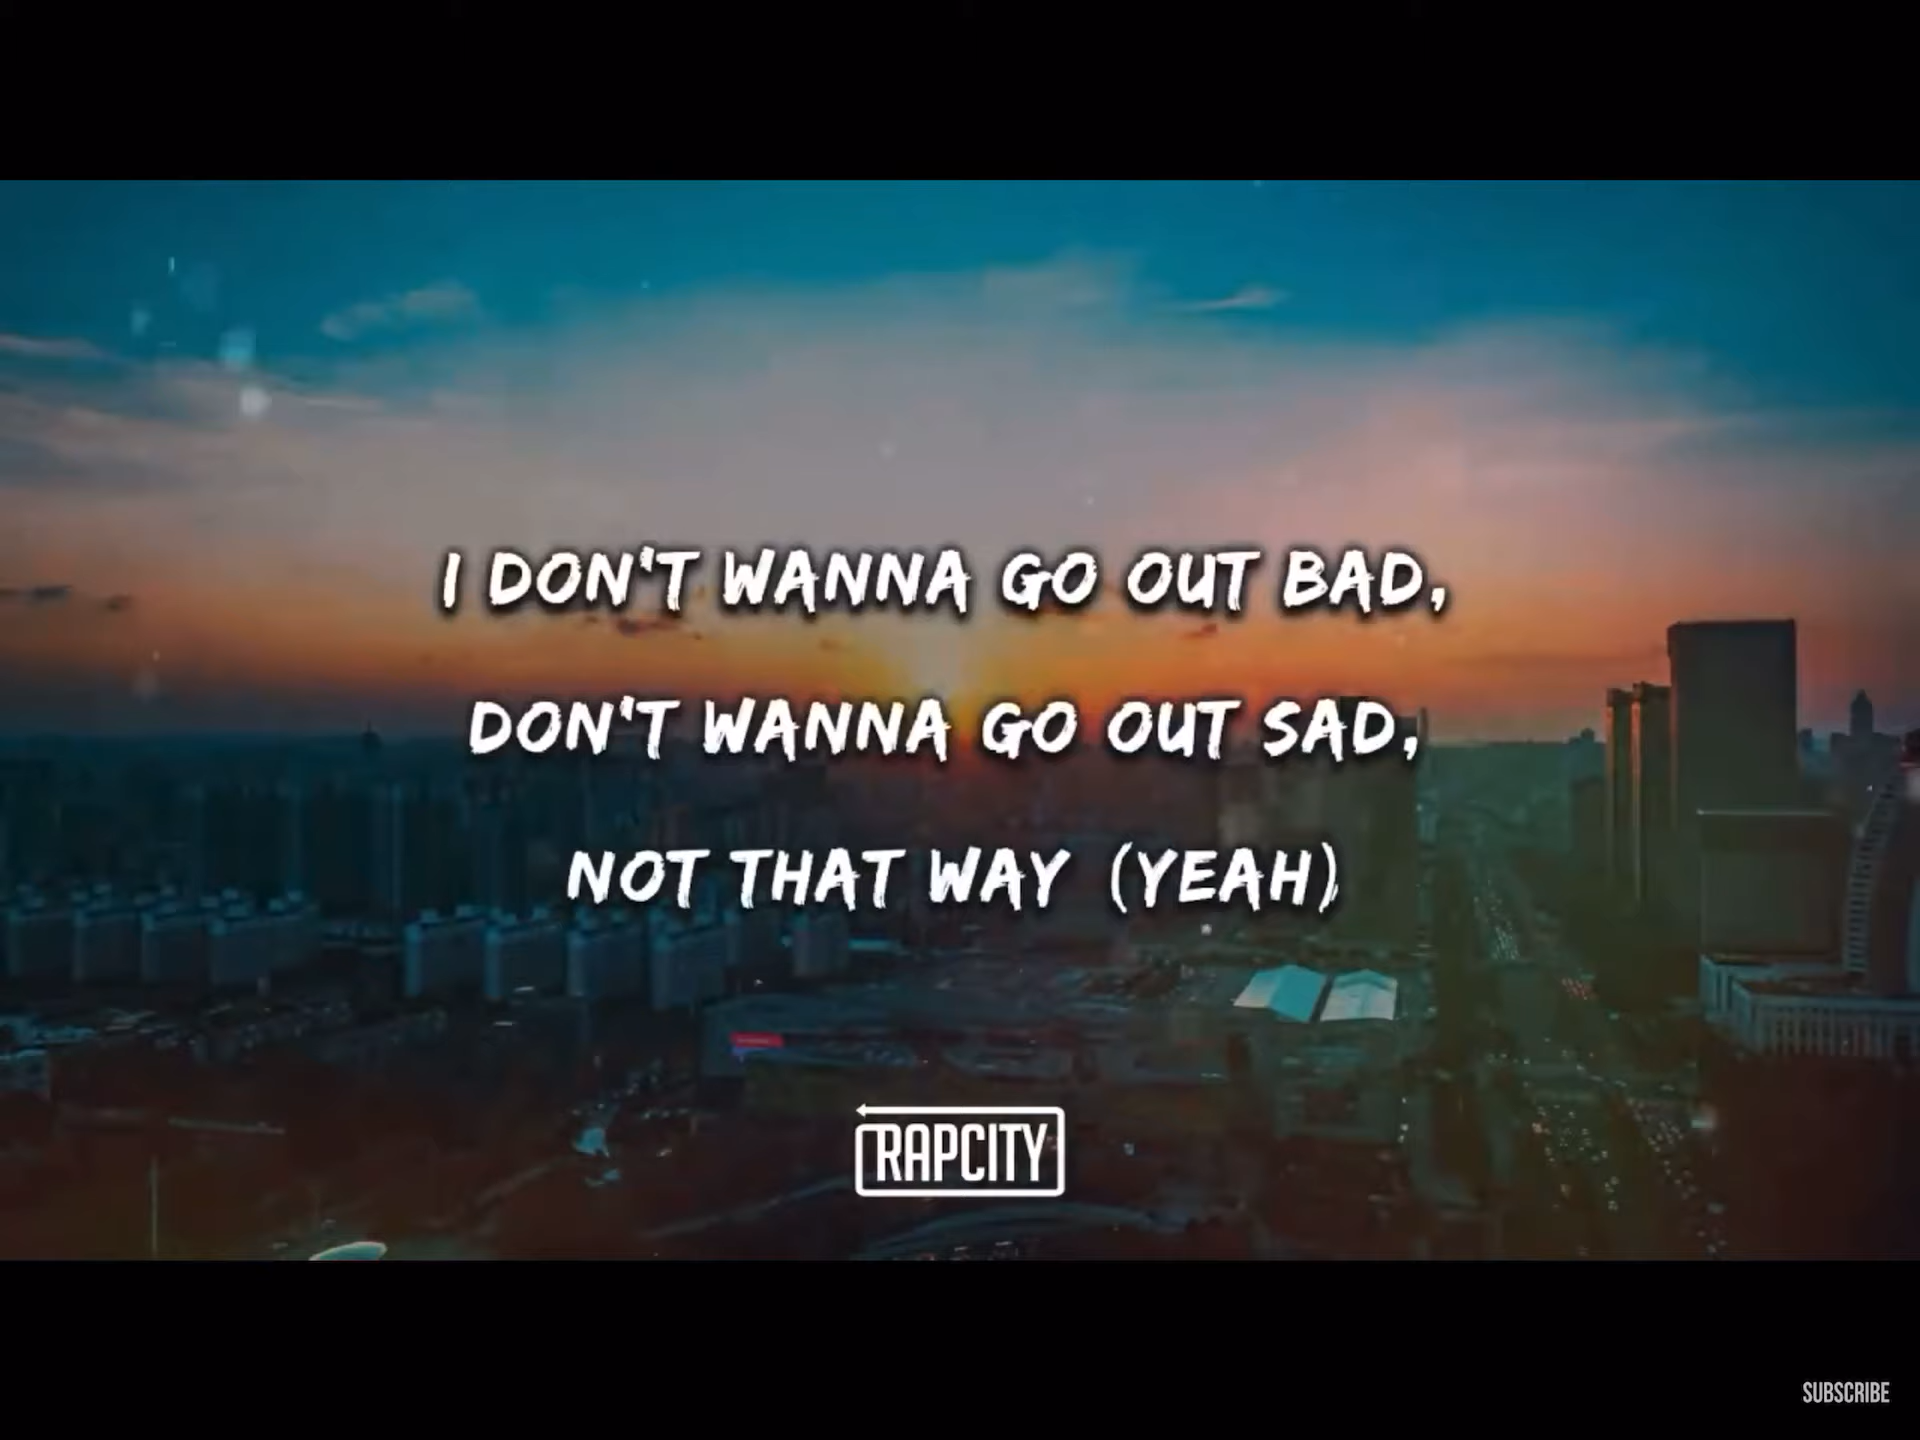 I DON'T WANNA GO OUT BAD,
DON'T WANNA GO OUT SAD,
NOT THAT WAY (YEAH)
RAPCITY
SUBSCRIBE